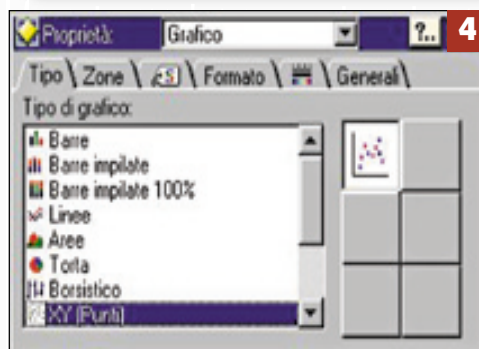 Proprietà: Grafico ?.. 4
Tipo Zone Formato Generali
Tipo di grafico:
Barre
Barre impilate
Barre impilate 100%
Linee
Aree
Torta
Borsistico
XY (Punti)